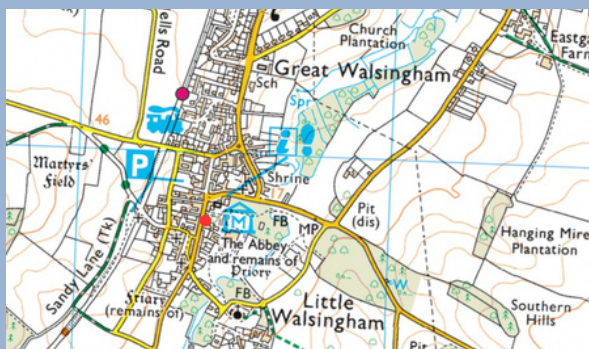 ells Road
Church
Plantation
Eastga
Farm
Great Walsingham
Sch
Spr
46
Martyrs'
Field
P
i
Shrine
17
FB
MP
Pit
(dis)
M
The Abbey
and remains of
Priory
Hanging Mire
Plantation
Sandy Lane (Tk)
Friary
(remains of)
FB
Little
Walsingham
W
Southern
Hills
Pit